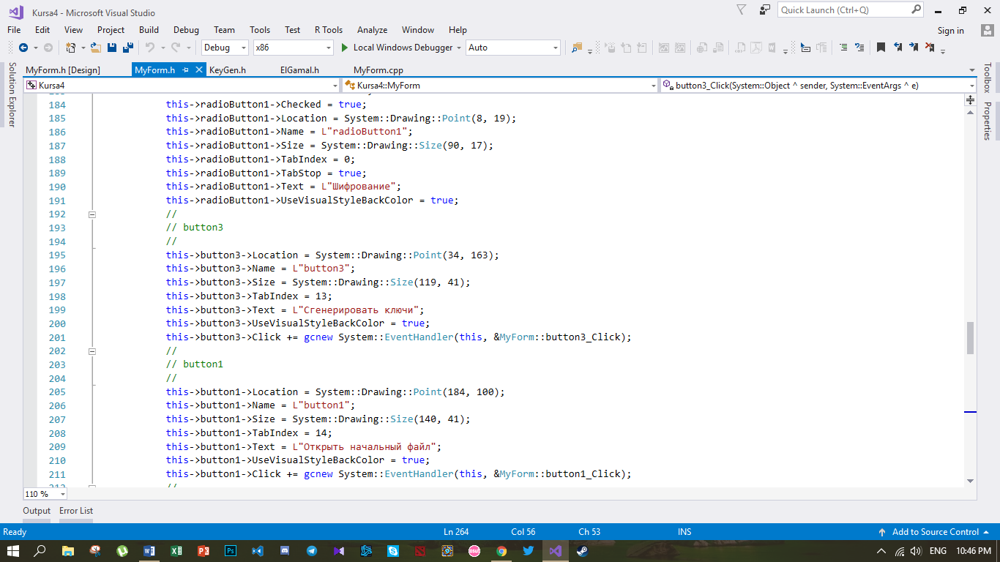 Kursa4 - Microsoft Visual Studio
Quick Launch (Ctrl+Q)
File Edit View Project Build Debug Team Tools Test R Tools Analyze Window Help
Sign in
Debug x86 Local Windows Debugger Auto
MyForm.h [Design] MyForm.h KeyGen.h ElGamal.h MyForm.cpp
Kursa4 Kursa4::MyForm button3_Click(System::Object ^ sender, System::EventArgs ^ e)
Solution Explorer
Toolbox
Properties
184 this->radioButton1->Checked = true;
185 this->radioButton1->Location = System::Drawing::Point(8, 19);
186 this->radioButton1->Name = L"radioButton1";
187 this->radioButton1->Size = System::Drawing::Size(90, 17);
188 this->radioButton1->TabIndex = 0;
189 this->radioButton1->TabStop = true;
190 this->radioButton1->Text = L"Шифрование";
191 this->radioButton1->UseVisualStyleBackColor = true;
192 //
193 // button3
194 //
195 this->button3->Location = System::Drawing::Point(34, 163);
196 this->button3->Name = L"button3";
197 this->button3->Size = System::Drawing::Size(119, 41);
198 this->button3->TabIndex = 13;
199 this->button3->Text = L"Сгенерировать ключи";
200 this->button3->UseVisualStyleBackColor = true;
201 this->button3->Click += gcnew System::EventHandler(this, &MyForm::button3_Click);
202 //
203 // button1
204 //
205 this->button1->Location = System::Drawing::Point(184, 100);
206 this->button1->Name = L"button1";
207 this->button1->Size = System::Drawing::Size(140, 41);
208 this->button1->TabIndex = 14;
209 this->button1->Text = L"Открыть начальный файл";
210 this->button1->UseVisualStyleBackColor = true;
211 this->button1->Click += gcnew System::EventHandler(this, &MyForm::button1_Click);
212 //
110 %
Output Error List
Ready Ln 264 Col 56 Ch 53 INS Add to Source Control
ENG 10:46 PM